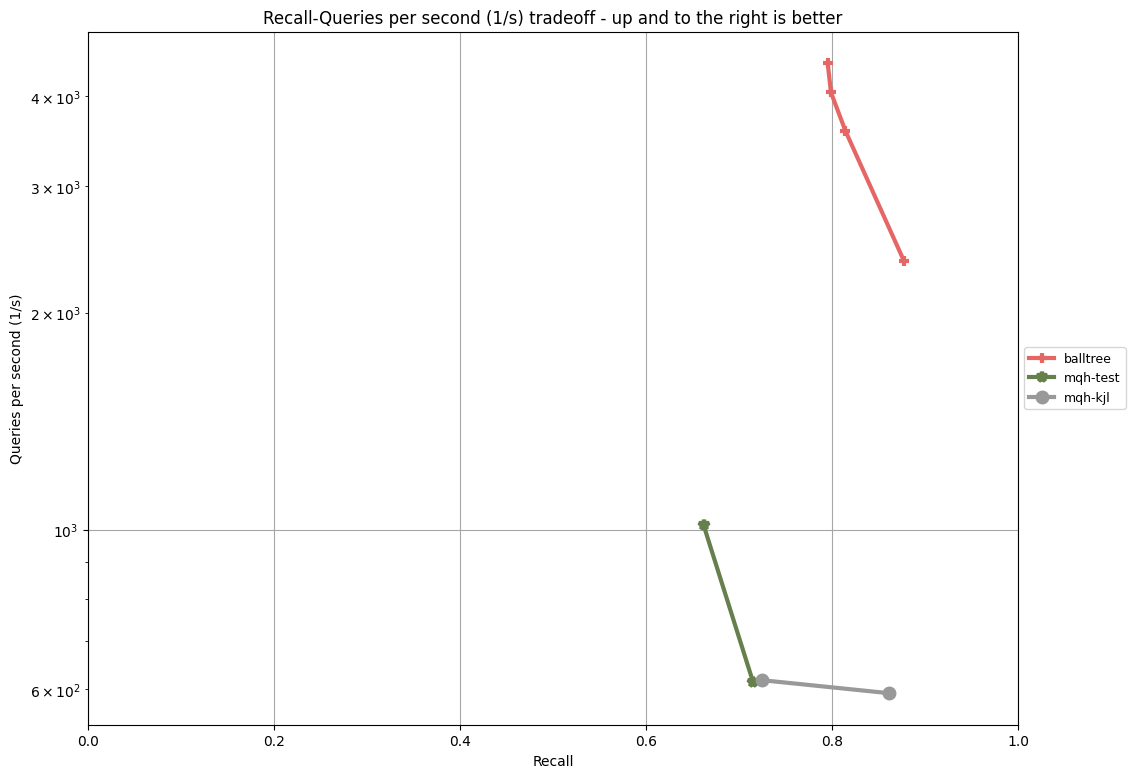 Recall-Queries per second (1/s) tradeoff - up and to the right is better
Queries per second (1/s)
4 × 10³
3 × 10³
2 × 10³
10³
6 × 10²
0.0 0.2 0.4 0.6 0.8 1.0
Recall
balltree
mqh-test
mqh-kjl